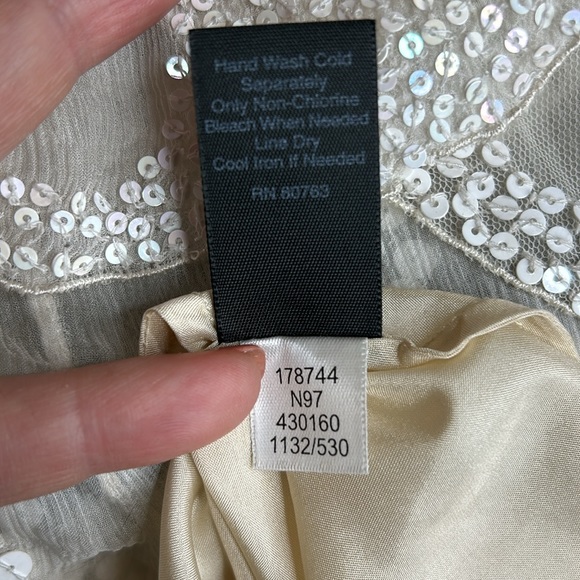 Hand Wash Cold
Separately
Only Non-Chlorine
Bleach When Needed
Line Dry
Cool Iron If Needed
RN 60763
178744
N97
430160
1132/530